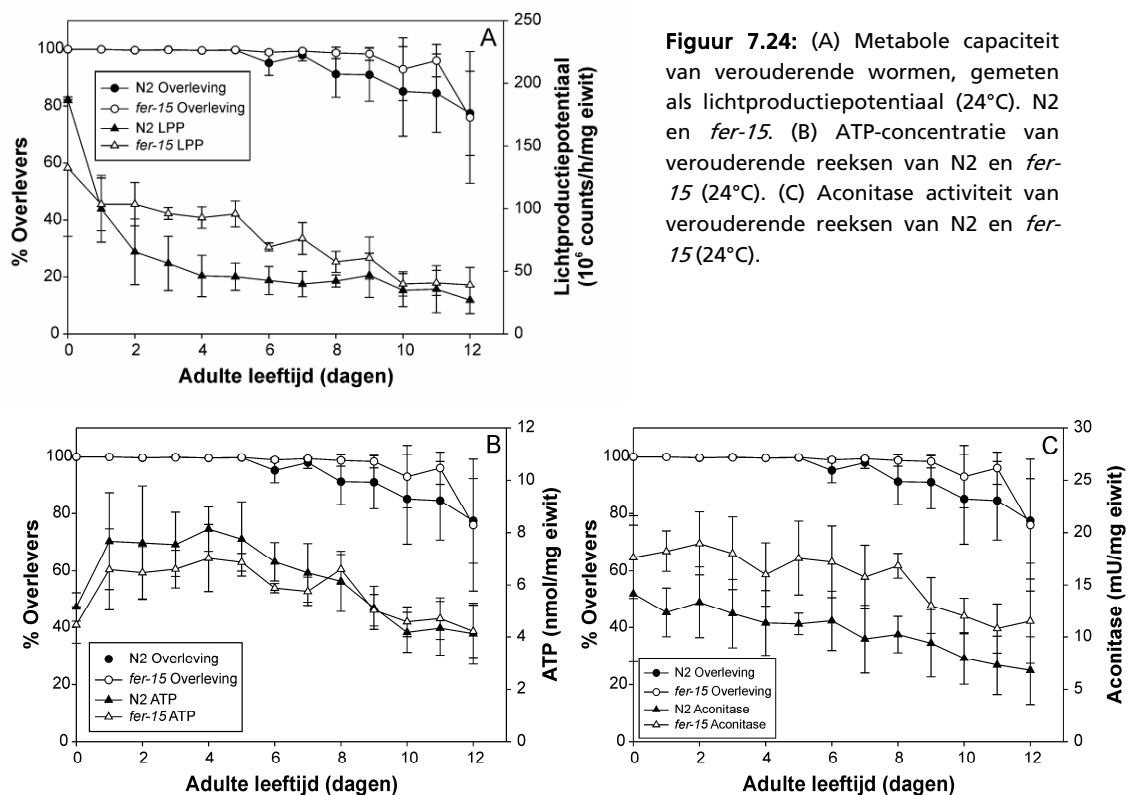 A
100
80
60
40
20
0
% Overlevers
N2 Overleving
fer-15 Overleving
N2 LPP
fer-15 LPP
250
200
150
100
50
0
Lichtproductiepotentiaal
(10⁶ counts/h/mg eiwit)
0 2 4 6 8 10 12
Adulte leeftijd (dagen)
Figuur 7.24: (A) Metabole capaciteit
van verouderende wormen, gemeten
als lichtproductiepotentiaal (24°C). N2
en fer-15. (B) ATP-concentratie van
verouderende reeksen van N2 en fer-
15 (24°C). (C) Aconitase activiteit van
verouderende reeksen van N2 en fer-
15 (24°C).
B
100
80
60
40
20
0
% Overlevers
N2 Overleving
fer-15 Overleving
N2 ATP
fer-15 ATP
12
10
8
6
4
2
0
ATP (nmol/mg eiwit)
0 2 4 6 8 10 12
Adulte leeftijd (dagen)
C
100
80
60
40
20
0
% Overlevers
N2 Overleving
fer-15 Overleving
N2 Aconitase
fer-15 Aconitase
30
25
20
15
10
5
0
Aconitase (mU/mg eiwit)
0 2 4 6 8 10 12
Adulte leeftijd (dagen)